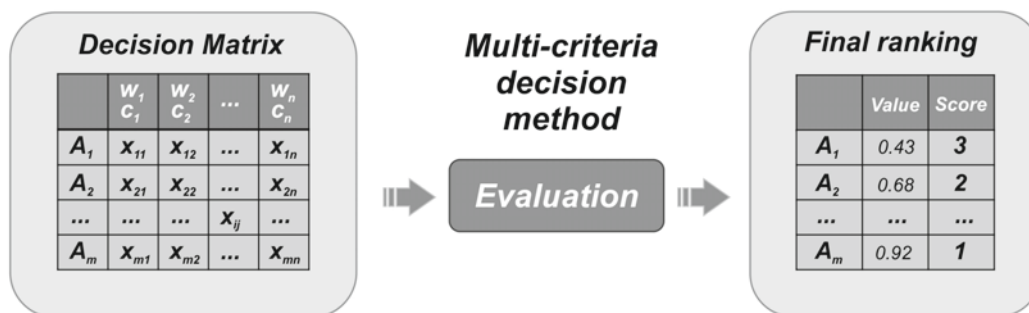 Decision Matrix
w1 w2 ... wn
c1 c2 cn
A1 x11 x12 ... x1n
A2 x21 x22 ... x2n
... ... ... xij ...
Am xm1 xm2 ... xmn
Multi-criteria
decision
method
Evaluation
Final ranking
Value Score
A1 0.43 3
A2 0.68 2
... ... ...
Am 0.92 1